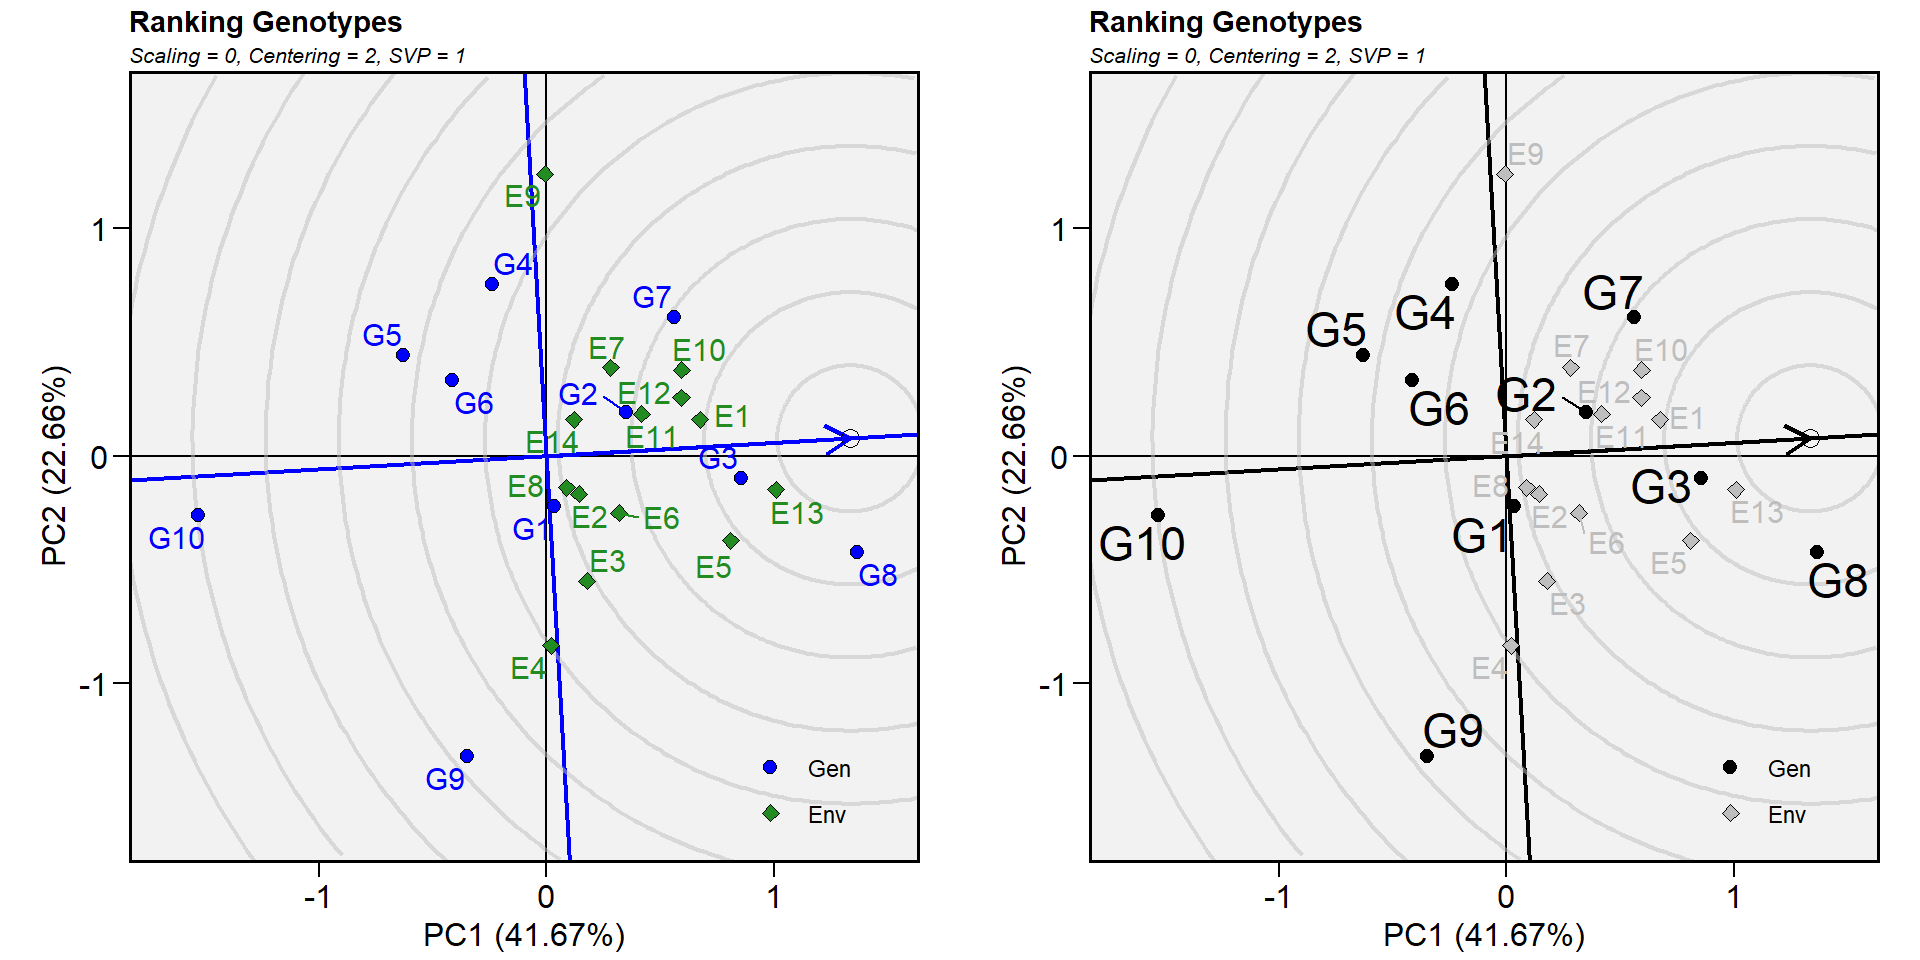 Ranking Genotypes
Scaling = 0, Centering = 2, SVP = 1
E9
G4
G7
G5
E7
E10
G6
G2
E12
E1
E11
E14
G3
E8
E2
E6
E13
G1
G10
E3
E5
G8
E4
G9
Gen
Env
1
0
-1
-1
0
1
PC1 (41.67%)
PC2 (22.66%)
Ranking Genotypes
Scaling = 0, Centering = 2, SVP = 1
E9
G7
G4
G5
E7
E10
G2
E12
G6
E1
E11
E14
G3
E8
E2
E13
G1
G10
E6
E5
G8
E3
E4
G9
Gen
Env
1
0
-1
-1
0
1
PC1 (41.67%)
PC2 (22.66%)